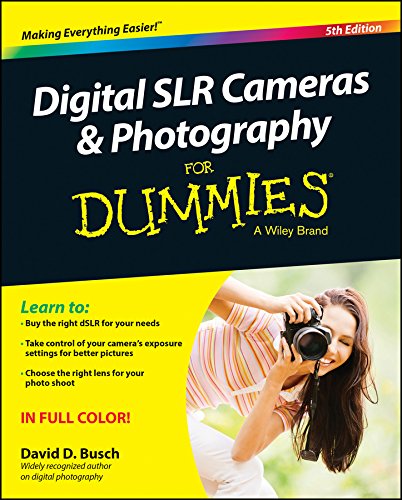 Making Everything Easier!™
5th Edition
Digital SLR Cameras
& Photography
FOR
DUMMIES®
A Wiley Brand
Learn to:
• Buy the right dSLR for your needs
• Take control of your camera's exposure
settings for better pictures
• Choose the right lens for your
photo shoot
IN FULL COLOR!
David D. Busch
Widely recognized author
on digital photography